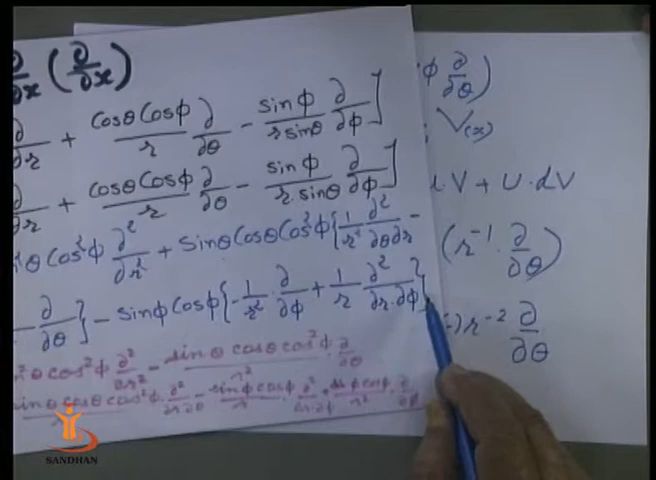 ∂/∂x (∂/∂x)
∂/∂r + cosθ cosϕ/r ∂/∂θ - sinϕ/r sinθ ∂/∂ϕ]
∂/∂r + cosθ cosϕ/r ∂/∂θ - sinϕ/r.sinθ ∂/∂ϕ]
θ cos²ϕ ∂²/∂r² + sinθ cosθ cos²ϕ{1/r ∂²/∂θ∂r -
∂/∂θ} - sinϕ cosϕ{-1/r² . ∂/∂ϕ + 1/r ∂²/∂r.∂ϕ}
²θ cos²ϕ ∂²/∂r² - sinθ cosθ cos²ϕ/r² . ∂/∂θ
sinθ cosθ cos²ϕ/r . ∂²/∂r∂θ - sinϕ cosϕ/r . ∂²/∂r.∂ϕ + sinϕ cosϕ/r² . ∂/∂ϕ
ϕ ∂/∂θ)
V(x)
V + U.dV
(r⁻¹ . ∂/∂θ)
r⁻² ∂/∂θ
SANDHAN